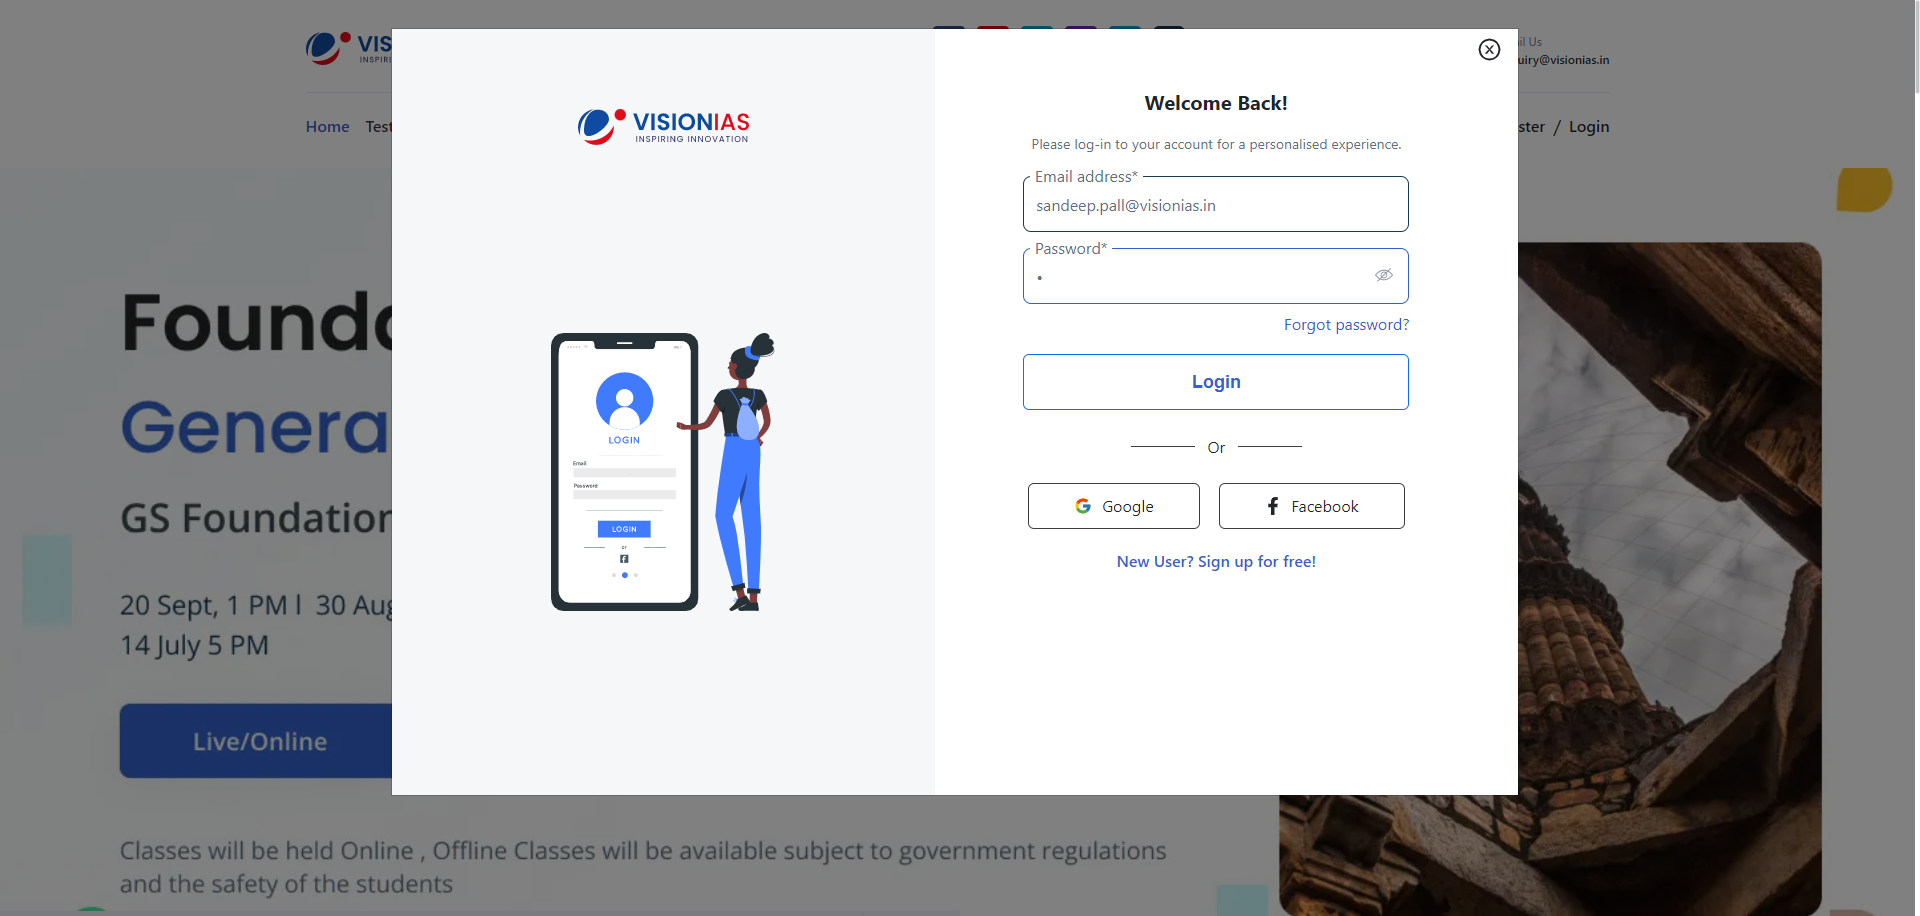 VIS
INSPIRI
il Us
uiry@visionias.in
Home Test
ster / Login
VISIONIAS
INSPIRING INNOVATION
Welcome Back!
Please log-in to your account for a personalised experience.
Email address*
sandeep.pall@visionias.in
Password*
•
Forgot password?
Login
Or
Google
Facebook
New User? Sign up for free!
LOGIN
Email
Password
LOGIN
or
Founda
Genera
GS Foundation
20 Sept, 1 PM l 30 Aug
14 July 5 PM
Live/Online
Classes will be held Online , Offline Classes will be available subject to government regulations
and the safety of the students